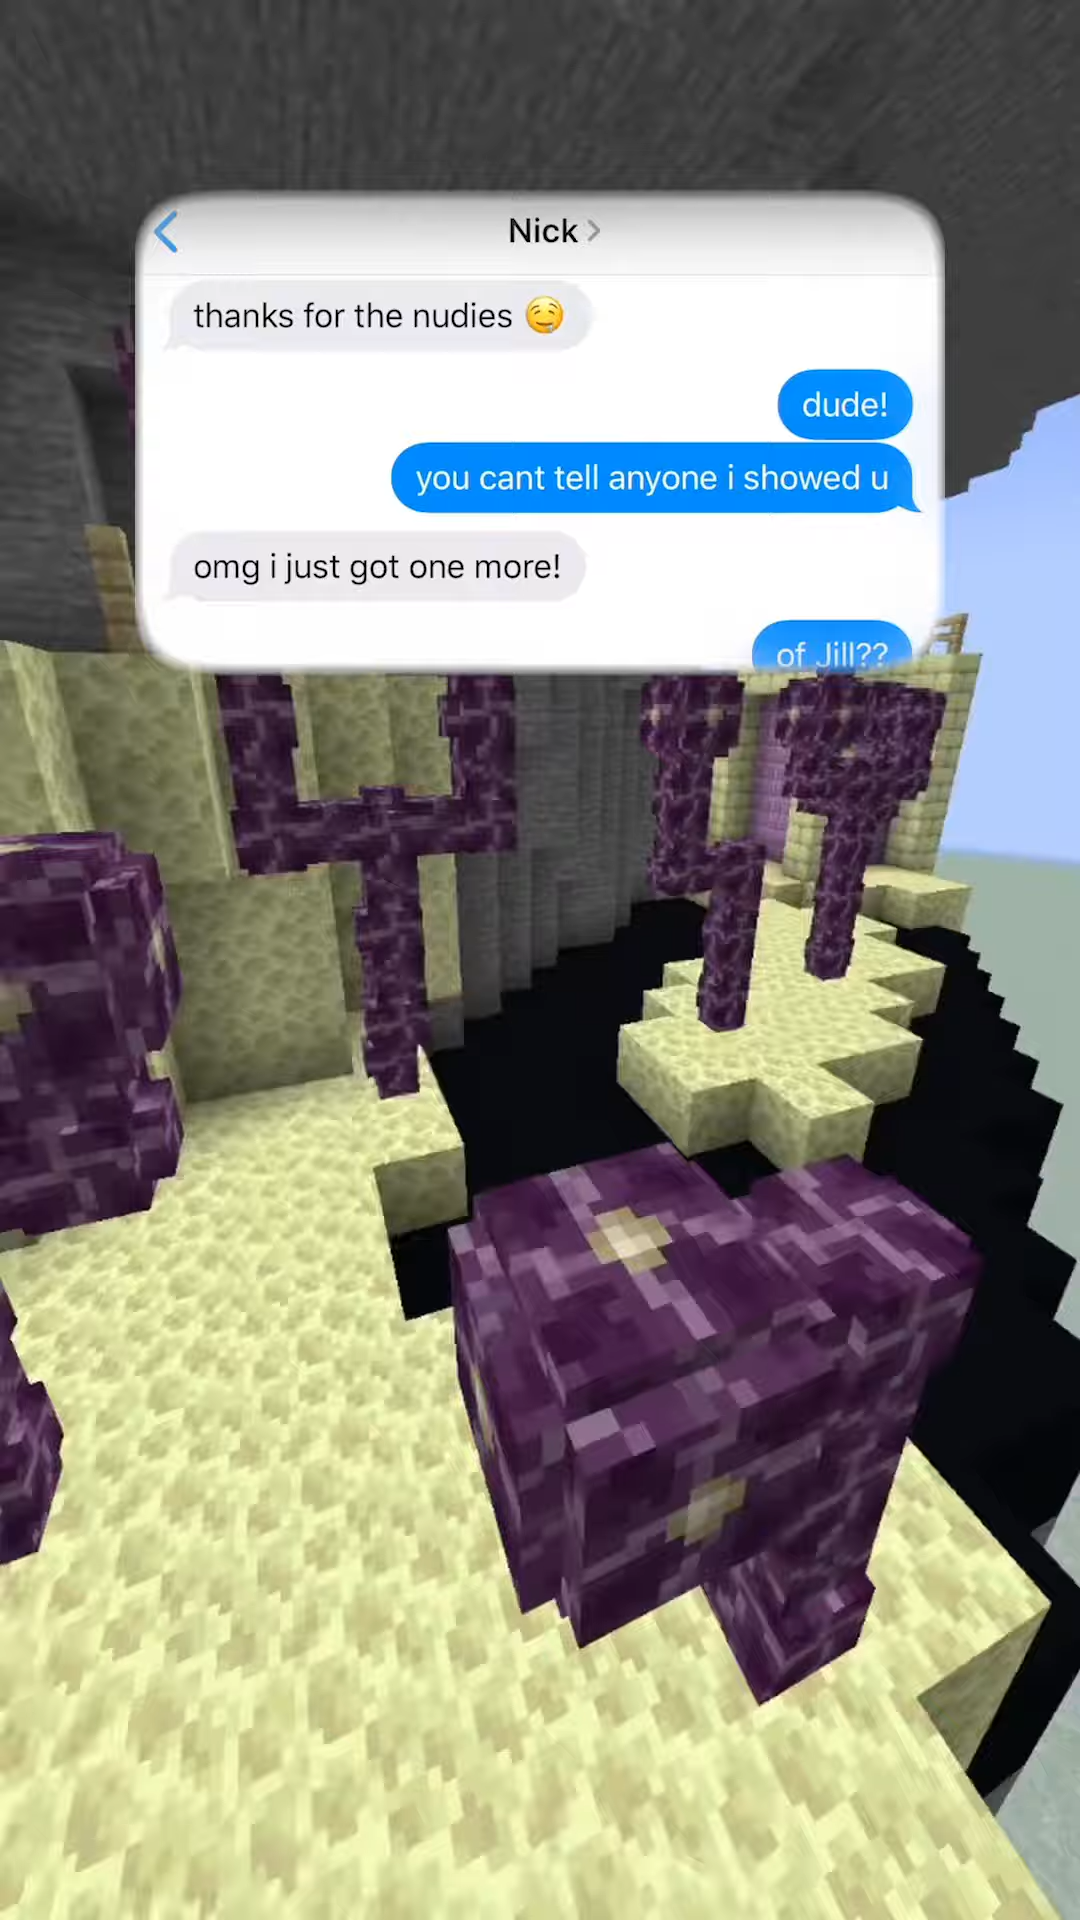 Nick
thanks for the nudies 🤤
dude!
you cant tell anyone i showed u
omg i just got one more!
of Jill??